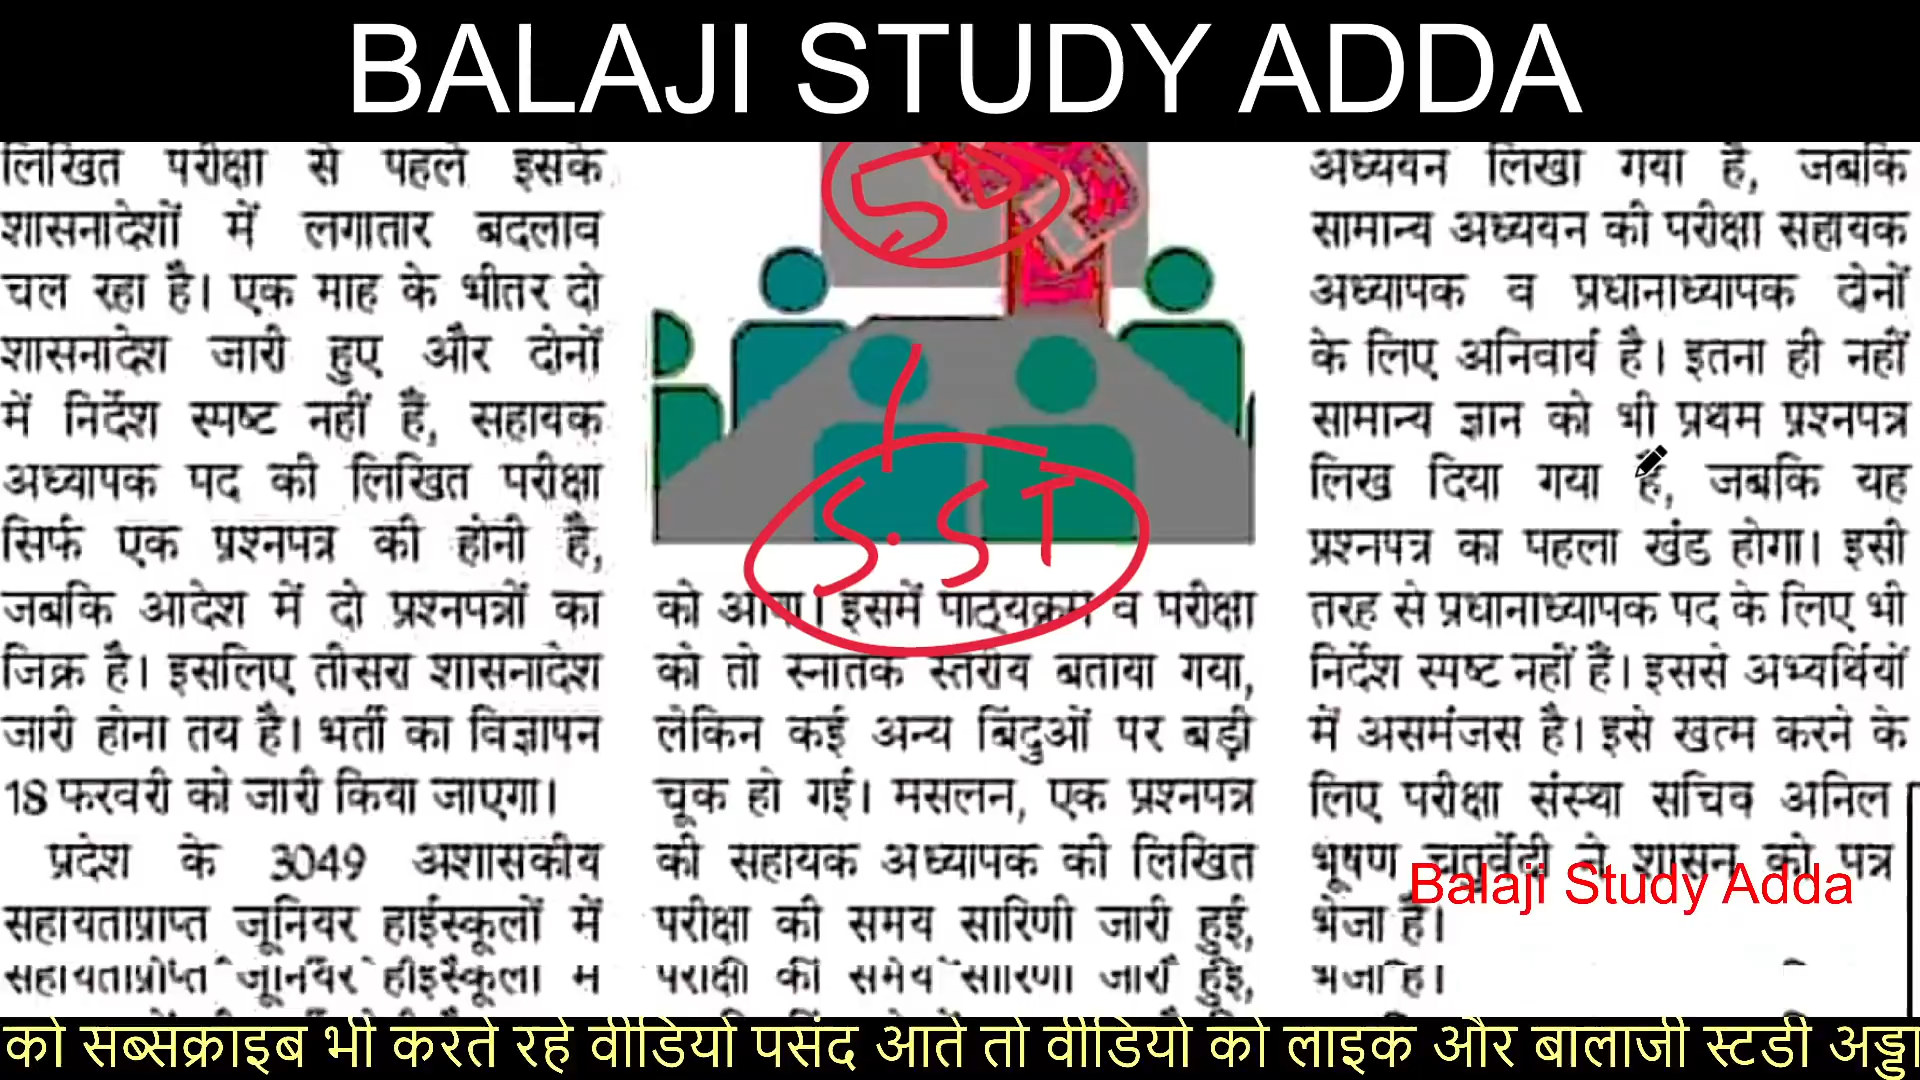 BALAJI STUDY ADDA
लिखित परीक्षा से पहले इसके
शासनादेशों में लगातार बदलाव
चल रहा है। एक माह के भीतर दो
शासनादेश जारी हुए और दोनों
में निर्देश स्पष्ट नहीं हैं, सहायक
अध्यापक पद की लिखित परीक्षा
सिर्फ एक प्रश्नपत्र की होनी है,
जबकि आदेश में दो प्रश्नपत्रों का
जिक्र है। इसलिए तीसरा शासनादेश
जारी होना तय है। भर्ती का विज्ञापन
18 फरवरी को जारी किया जाएगा।
प्रदेश के 3049 अशासकीय
सहायताप्राप्त जूनियर हाईस्कूलों में
50
S.ST
को आया। इसमें पाठ्यक्रम व परीक्षा
को तो स्नातक स्तरीय बताया गया,
लेकिन कई अन्य बिंदुओं पर बड़ी
चूक हो गई। मसलन, एक प्रश्नपत्र
की सहायक अध्यापक की लिखित
परीक्षा की समय सारिणी जारी हुई,
अध्ययन लिखा गया है, जबकि
सामान्य अध्ययन की परीक्षा सहायक
अध्यापक व प्रधानाध्यापक दोनों
के लिए अनिवार्य है। इतना ही नहीं
सामान्य ज्ञान को भी प्रथम प्रश्नपत्र
लिख दिया गया है, जबकि यह
प्रश्नपत्र का पहला खंड होगा। इसी
तरह से प्रधानाध्यापक पद के लिए भी
निर्देश स्पष्ट नहीं हैं। इससे अभ्यर्थियों
में असमंजस है। इसे खत्म करने के
लिए परीक्षा संस्था सचिव अनिल
भूषण चतुर्वेदी ने शासन को पत्र
भेजा है।
Balaji Study Adda
को सब्सक्राइब भी करते रहे वीडियो पसंद आते तो वीडियो को लाइक और बालाजी स्टडी अड्डा